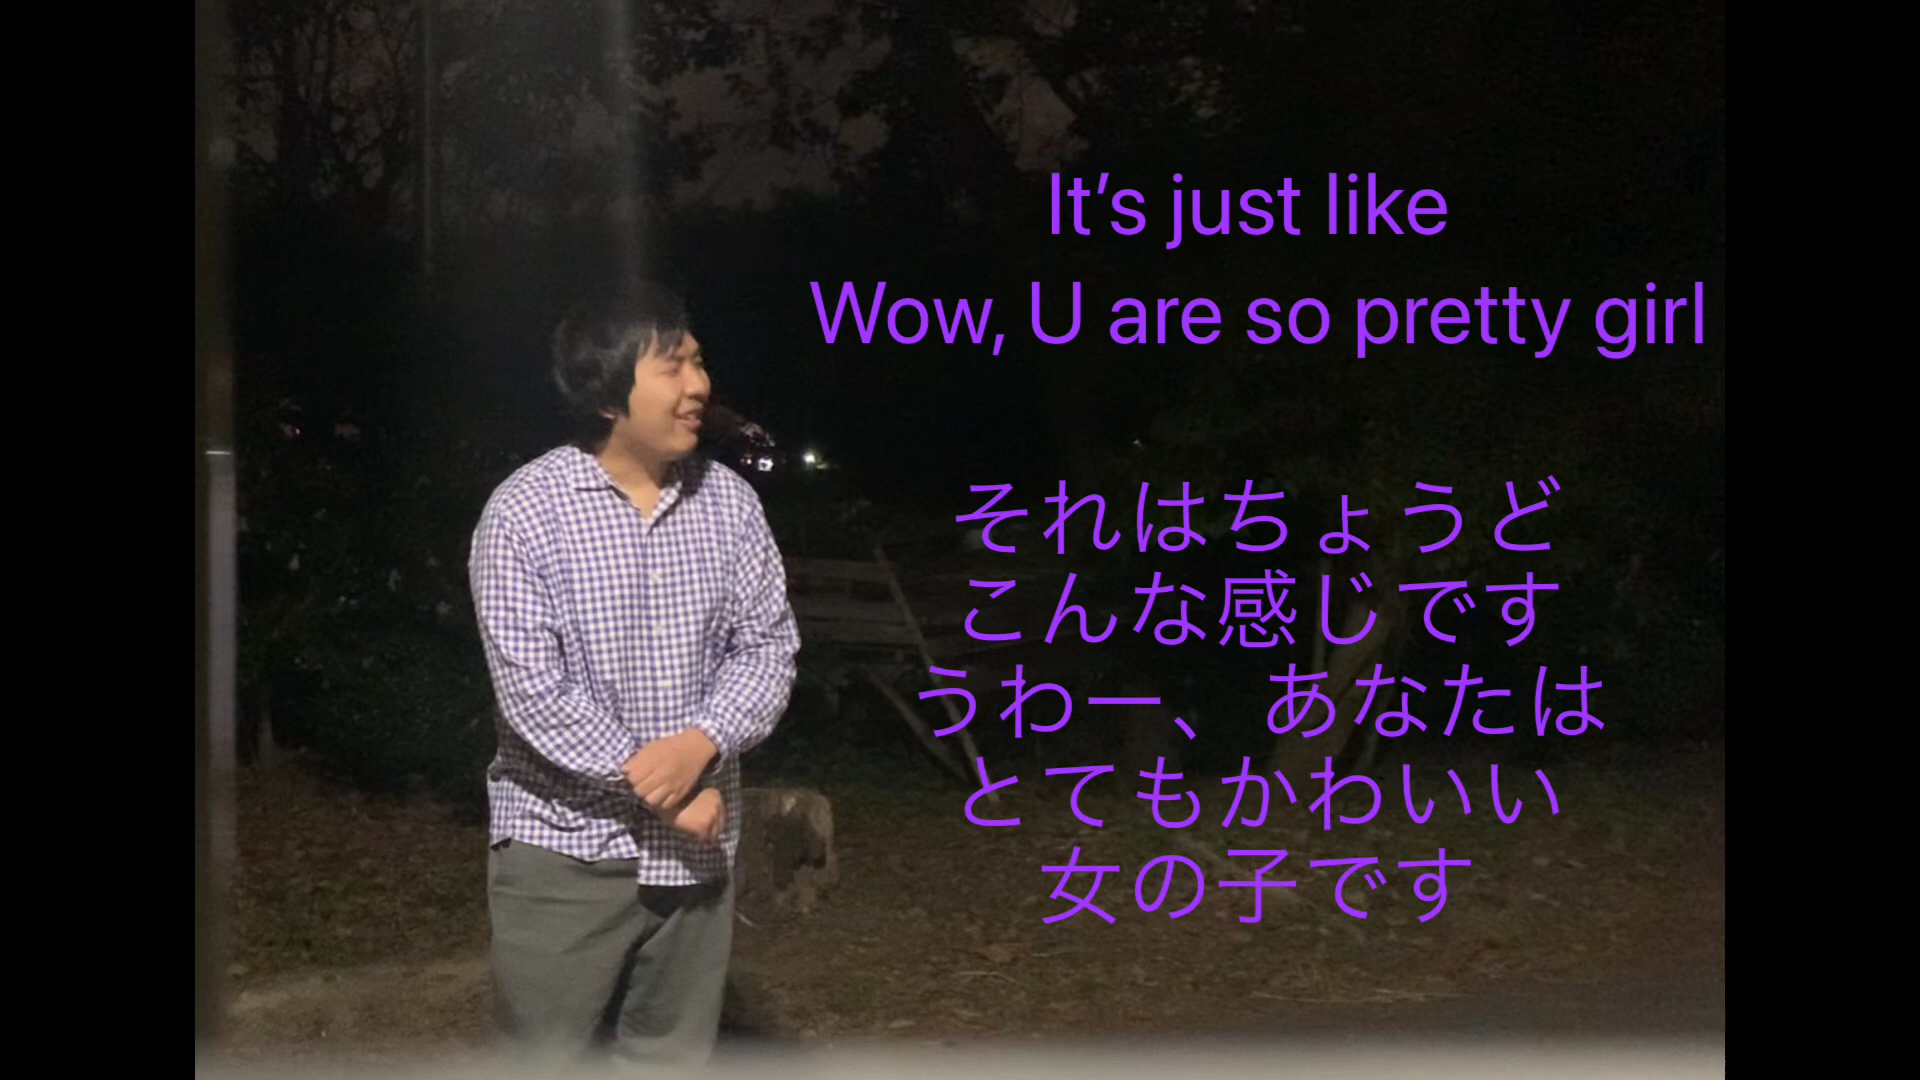 It’s just like
Wow, U are so pretty girl
それはちょうど
こんな感じです
うわー、あなたは
とてもかわいい
女の子です